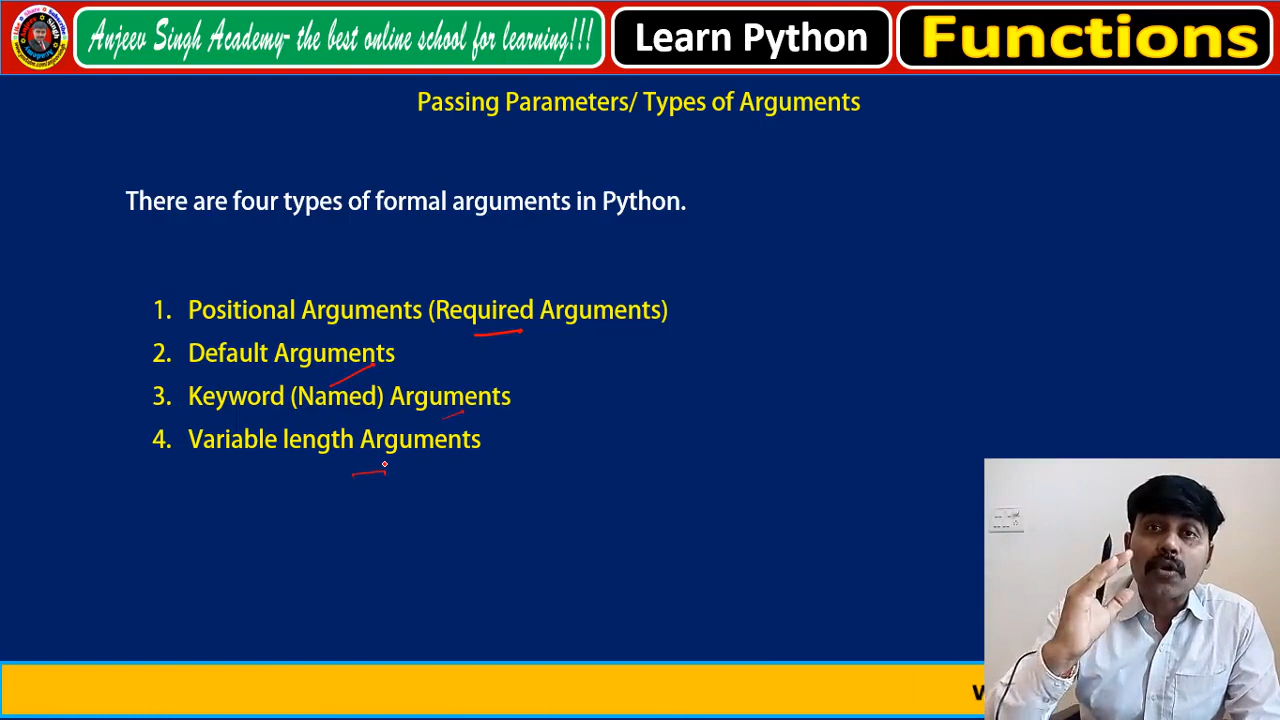 Anjeev Singh Academy- the best online school for learning!!!
Learn Python
Functions
Passing Parameters/ Types of Arguments
There are four types of formal arguments in Python.
1. Positional Arguments (Required Arguments)
2. Default Arguments
3. Keyword (Named) Arguments
4. Variable length Arguments